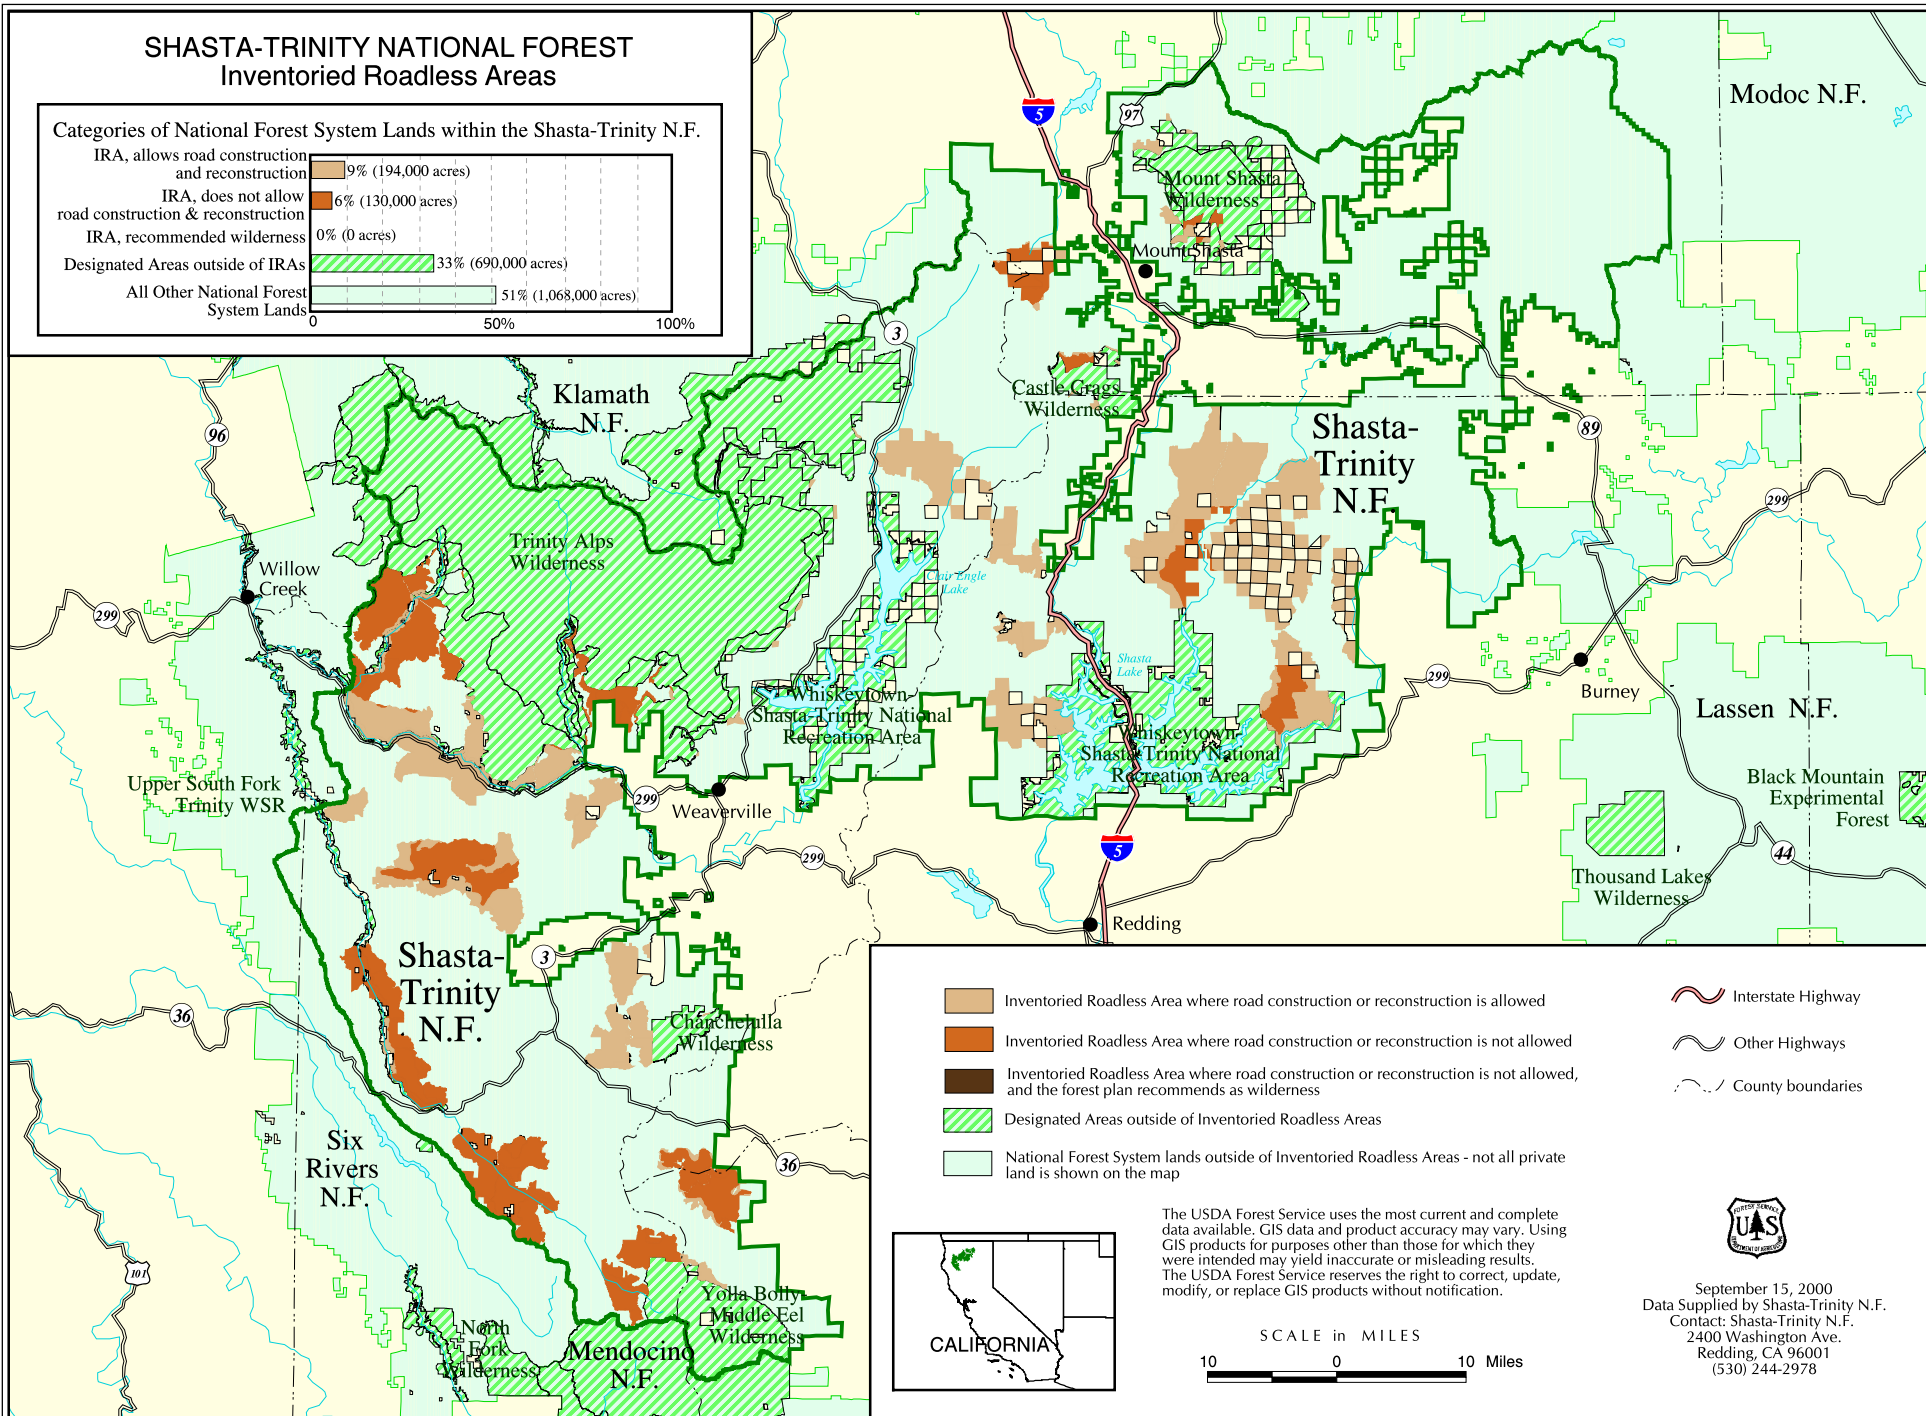 SHASTA-TRINITY NATIONAL FOREST
Inventoried Roadless Areas
Categories of National Forest System Lands within the Shasta-Trinity N.F.
IRA, allows road construction
and reconstruction
9% (194,000 acres)
IRA, does not allow
road construction & reconstruction
6% (130,000 acres)
IRA, recommended wilderness
0% (0 acres)
Designated Areas outside of IRAs
33% (690,000 acres)
All Other National Forest
System Lands
51% (1,068,000 acres)
0
50%
100%
5
97
Modoc N.F.
Mount Shasta
Wilderness
Mount Shasta
3
Klamath
N.F.
Castle Crags
Wilderness
96
Shasta-
Trinity
N.F.
89
299
Trinity Alps
Wilderness
Willow
Creek
Clair Engle
Lake
299
Shasta
Lake
299
Burney
Whiskeytown-
Shasta-Trinity National
Recreation Area
Whiskeytown-
Shasta-Trinity National
Recreation Area
Lassen N.F.
Upper South Fork
Trinity WSR
299
Weaverville
Black Mountain
Experimental
Forest
5
299
44
Thousand Lakes
Wilderness
Redding
Shasta-
Trinity
N.F.
3
36
Chanchelulla
Wilderness
Six
Rivers
N.F.
36
101
Yolla Bolly
Middle Eel
Wilderness
North
Fork
Wilderness
Mendocino
N.F.
Inventoried Roadless Area where road construction or reconstruction is allowed
Inventoried Roadless Area where road construction or reconstruction is not allowed
Inventoried Roadless Area where road construction or reconstruction is not allowed,
and the forest plan recommends as wilderness
Designated Areas outside of Inventoried Roadless Areas
National Forest System lands outside of Inventoried Roadless Areas - not all private
land is shown on the map
Interstate Highway
Other Highways
County boundaries
The USDA Forest Service uses the most current and complete
data available. GIS data and product accuracy may vary. Using
GIS products for purposes other than those for which they
were intended may yield inaccurate or misleading results.
The USDA Forest Service reserves the right to correct, update,
modify, or replace GIS products without notification.
CALIFORNIA
SCALE in MILES
10 0 10 Miles
FOREST SERVICE
U S
DEPARTMENT OF AGRICULTURE
September 15, 2000
Data Supplied by Shasta-Trinity N.F.
Contact: Shasta-Trinity N.F.
2400 Washington Ave.
Redding, CA 96001
(530) 244-2978